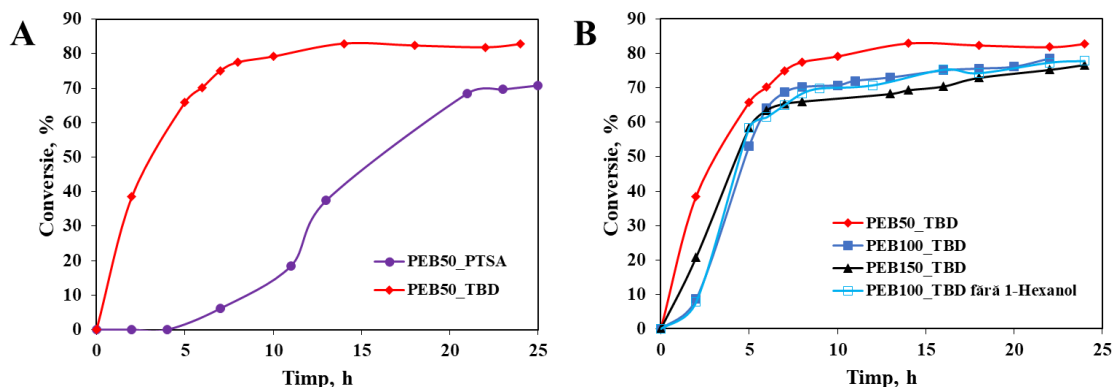 A
Conversie, %
90
80
70
60
50
40
30
20
10
0
PEB50_PTSA
PEB50_TBD
0 5 10 15 20 25
Timp, h
B
Conversie, %
90
80
70
60
50
40
30
20
10
0
PEB50_TBD
PEB100_TBD
PEB150_TBD
PEB100_TBD fără 1-Hexanol
0 5 10 15 20 25
Timp, h